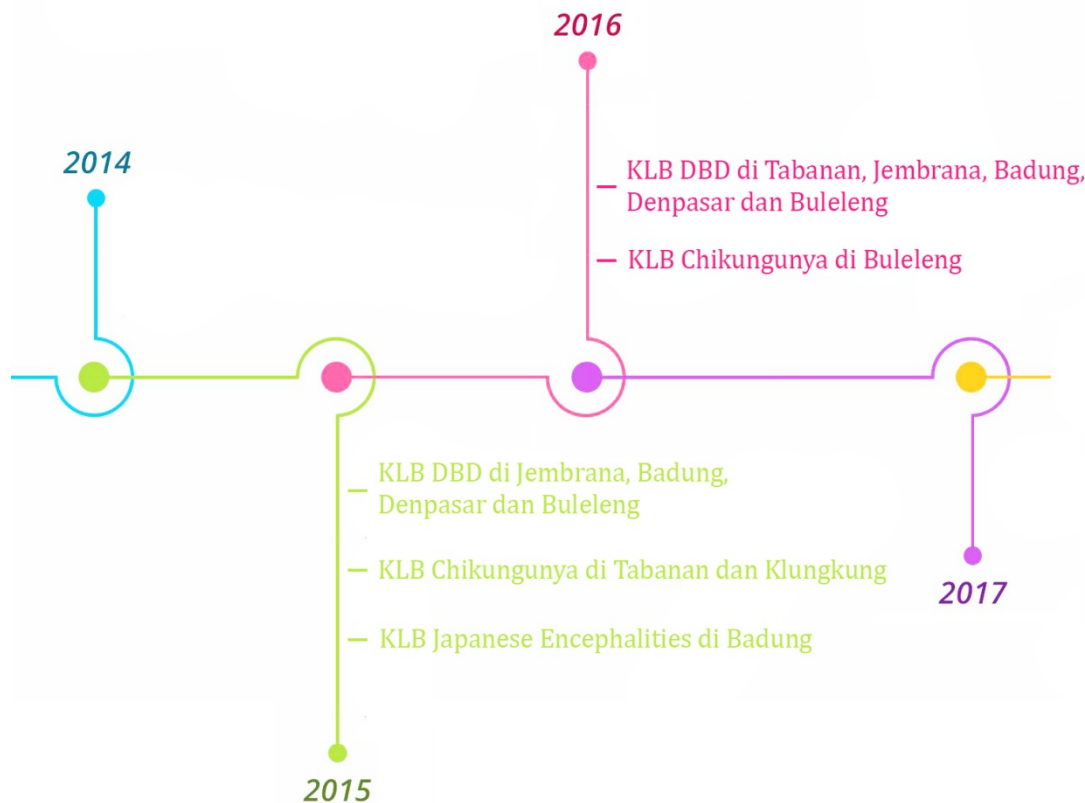 2016
2014
— KLB DBD di Tabanan, Jembrana, Badung,
Denpasar dan Buleleng
— KLB Chikungunya di Buleleng
— KLB DBD di Jembrana, Badung,
Denpasar dan Buleleng
— KLB Chikungunya di Tabanan dan Klungkung
— KLB Japanese Encephalities di Badung
2017
2015